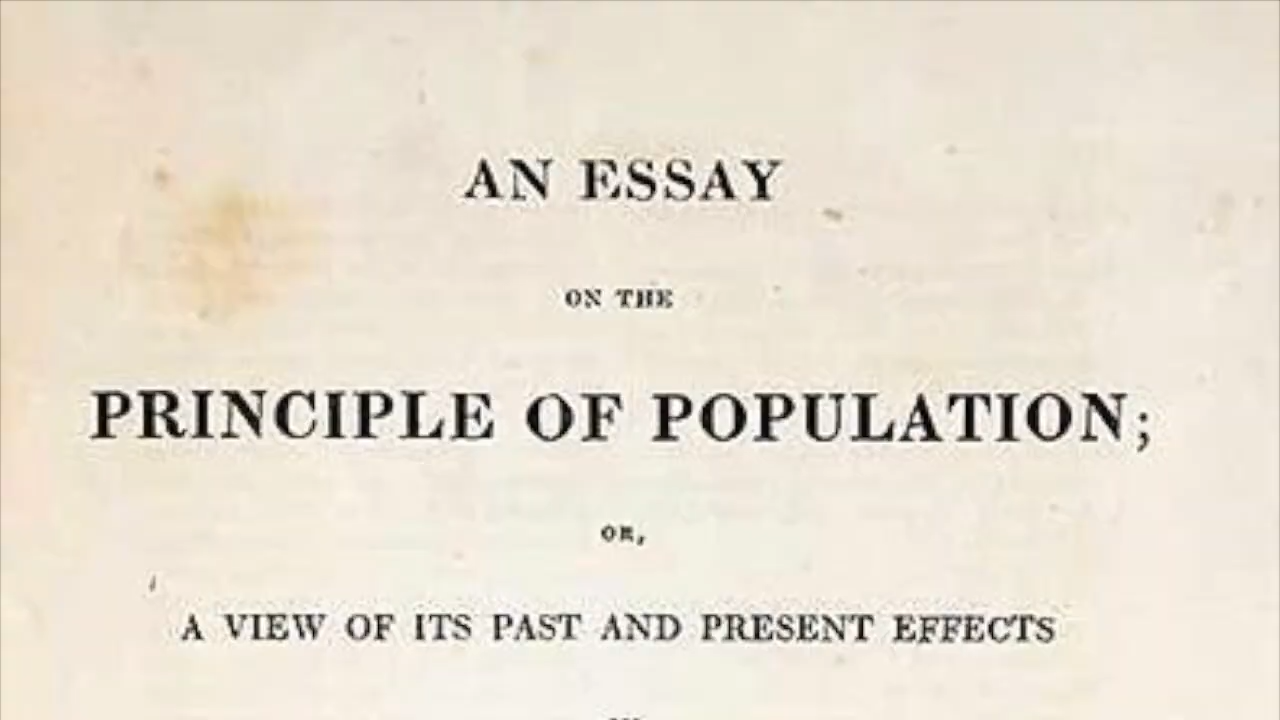 AN ESSAY
ON THE
PRINCIPLE OF POPULATION;
OR,
A VIEW OF ITS PAST AND PRESENT EFFECTS